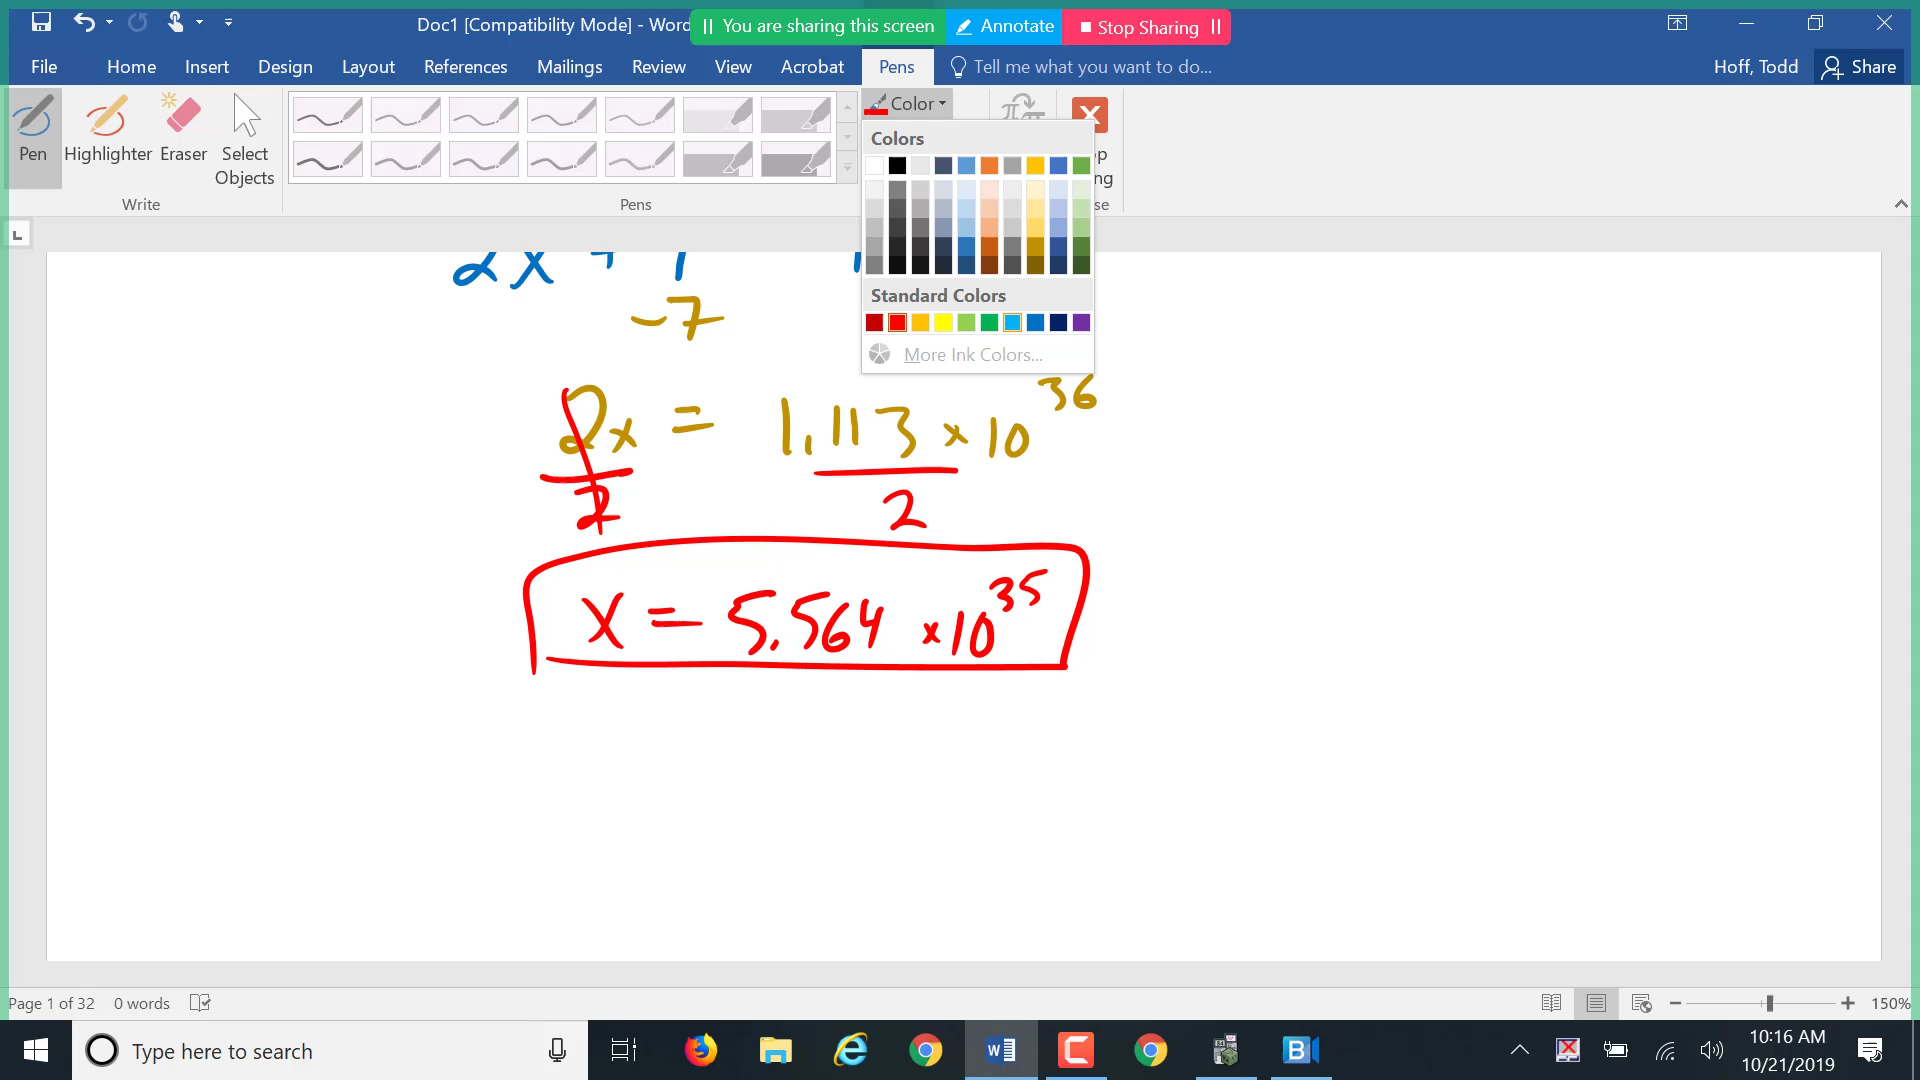 Doc1 [Compatibility Mode] - Word
You are sharing this screen
Annotate
Stop Sharing
File Home Insert Design Layout References Mailings Review View Acrobat Pens Tell me what you want to do... Hoff, Todd Share
Pen Highlighter Eraser Select Objects
Write
Pens
Color
Colors
Standard Colors
More Ink Colors...
2x + 7
-7
2x = 1.113 × 10^36
2 2
x = 5.564 × 10^35
Page 1 of 32 0 words 150%
Type here to search
10:16 AM
10/21/2019